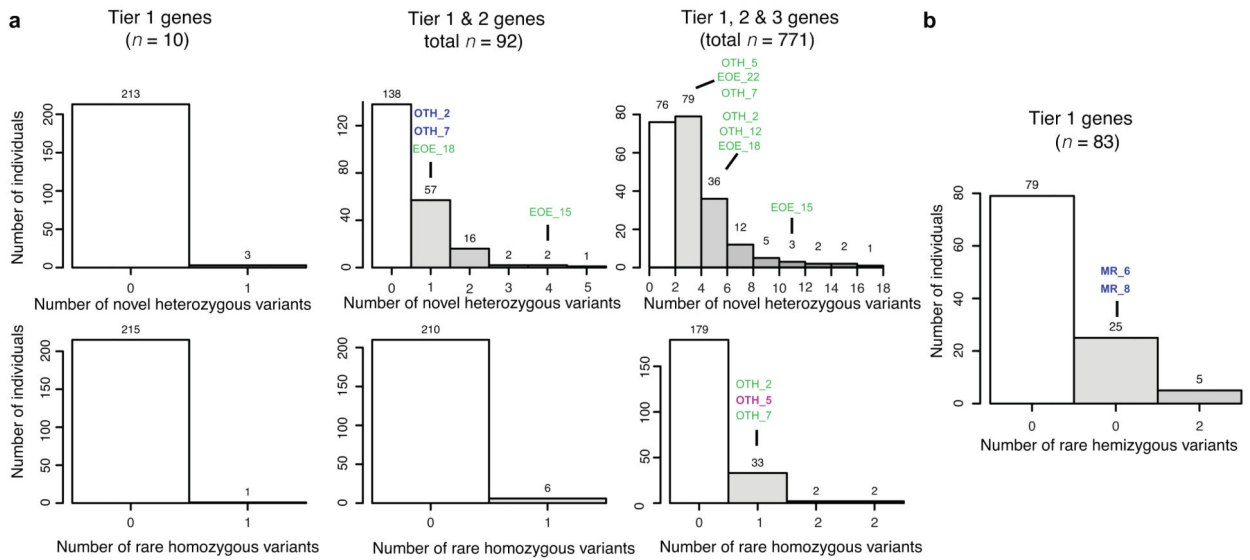 a
Tier 1 genes
(n = 10)
Number of individuals
200
150
100
50
0
213
3
0
1
Number of novel heterozygous variants
Tier 1 & 2 genes
total n = 92)
120
80
40
0
138
OTH_2
OTH_7
EOE_18
57
16
2
EOE_15
2
1
0
1
2
3
4
5
Number of novel heterozygous variants
Tier 1, 2 & 3 genes
(total n = 771)
80
60
40
20
0
76
79
OTH_5
EOE_22
OTH_7
OTH_2
OTH_12
EOE_18
36
12
5
EOE_15
3
2
2
1
0
2
4
6
8
10
12
14
16
18
Number of novel heterozygous variants
Number of individuals
200
150
100
50
0
215
1
0
1
Number of rare homozygous variants
200
150
100
50
0
210
6
0
1
Number of rare homozygous variants
150
100
50
0
179
OTH_2
OTH_5
OTH_7
33
2
2
0
1
2
2
Number of rare homozygous variants
b
Tier 1 genes
(n = 83)
Number of individuals
80
60
40
20
0
79
MR_6
MR_8
25
5
0
0
2
Number of rare hemizygous variants